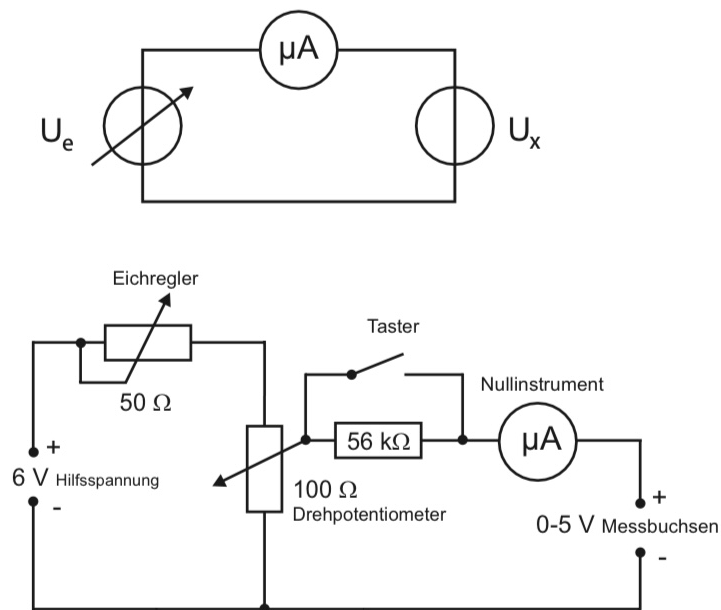 µA
Ue
Ux
Eichregler
50 Ω
Taster
Nullinstrument
56 kΩ
µA
+
6 V Hilfsspannung
-
100 Ω
Drehpotentiometer
+
0-5 V Messbuchsen
-